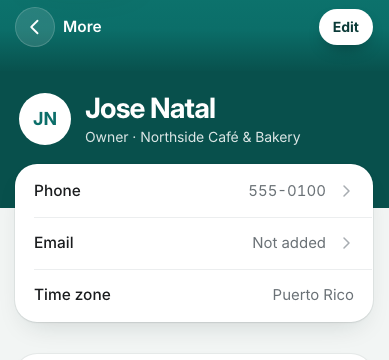 More
Edit
JN
Jose Natal
Owner · Northside Café & Bakery
Phone 555-0100
Email Not added
Time zone Puerto Rico